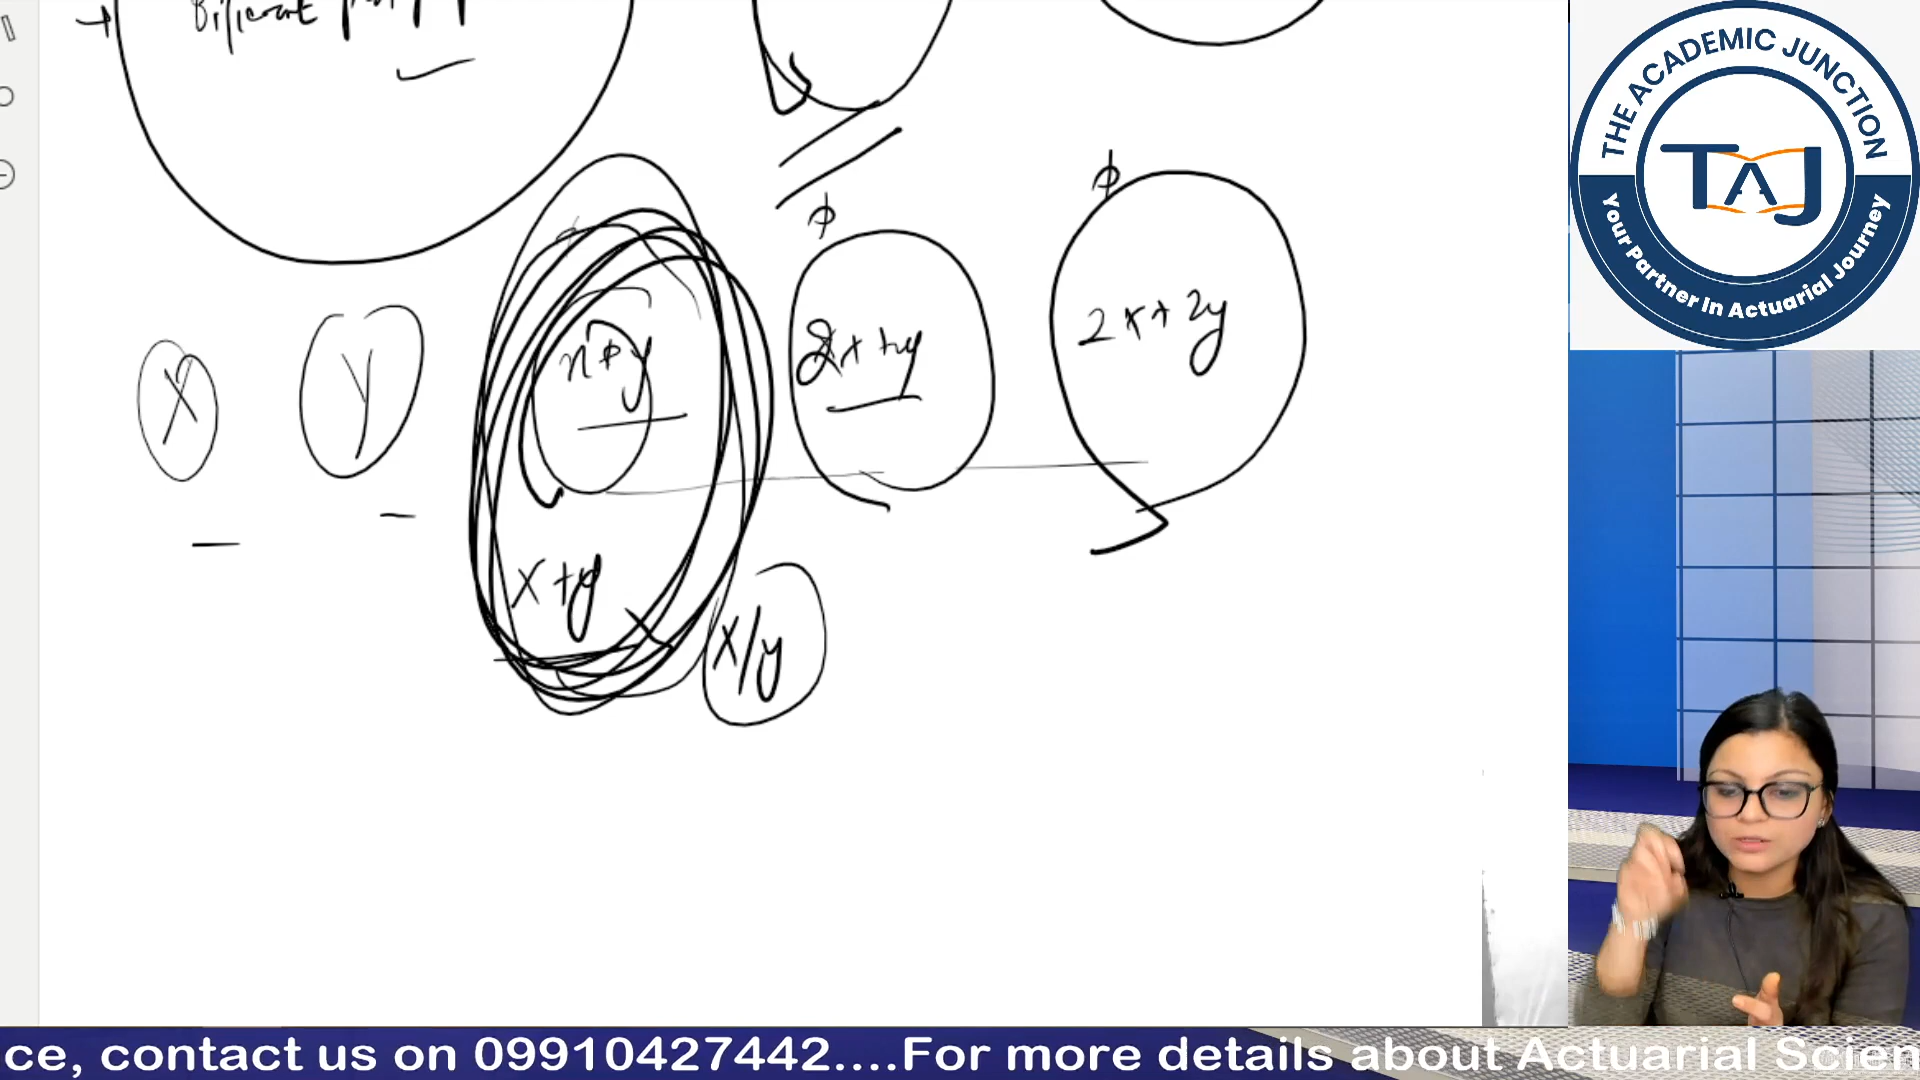 Different
ϕ
ϕ
X
Y
x+y
2x+y
2x+2y
x+y
x/y
THE ACADEMIC JUNCTION
TAJ
Your Partner In Actuarial Journey
ce, contact us on 09910427442....For more details about Actuarial Scien